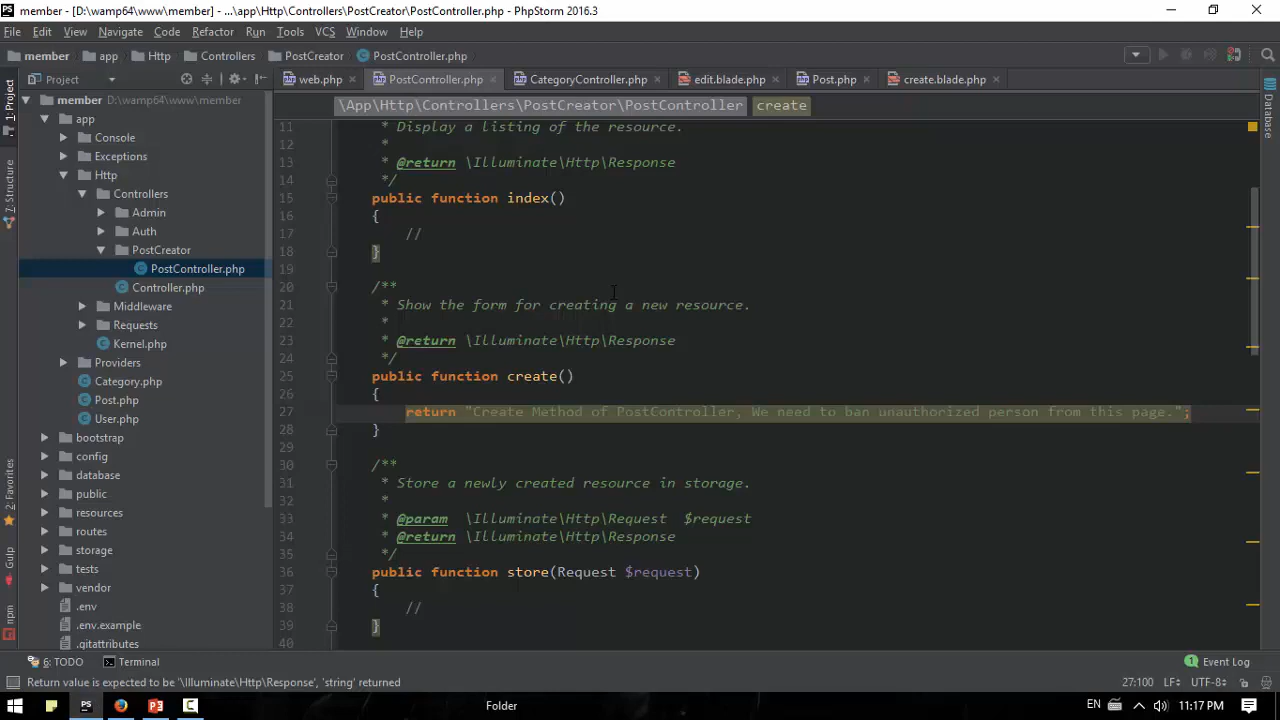 member - [D:\wamp64\www\member] - ...\app\Http\Controllers\PostCreator\PostController.php - PhpStorm 2016.3
File Edit View Navigate Code Refactor Run Tools VCS Window Help
member app Http Controllers PostCreator PostController.php
Project web.php PostController.php CategoryController.php edit.blade.php Post.php create.blade.php
\App\Http\Controllers\PostCreator\PostController create
1: Project
7: Structure
2: Favorites
Gulp
npm
Database
member D:\wamp64\www\member
app
Console
Exceptions
Http
Controllers
Admin
Auth
PostCreator
PostController.php
Controller.php
Middleware
Requests
Kernel.php
Providers
Category.php
Post.php
User.php
bootstrap
config
database
public
resources
routes
storage
tests
vendor
.env
.env.example
.gitattributes
11 * Display a listing of the resource.
12 *
13 * @return \Illuminate\Http\Response
14 */
15 public function index()
16 {
17 //
18 }
19
20 /**
21 * Show the form for creating a new resource.
22 *
23 * @return \Illuminate\Http\Response
24 */
25 public function create()
26 {
27 return "Create Method of PostController, We need to ban unauthorized person from this page.";
28 }
29
30 /**
31 * Store a newly created resource in storage.
32 *
33 * @param \Illuminate\Http\Request $request
34 * @return \Illuminate\Http\Response
35 */
36 public function store(Request $request)
37 {
38 //
39 }
40
6: TODO Terminal 1 Event Log
Return value is expected to be '\Illuminate\Http\Response', 'string' returned 27:100 LF÷ UTF-8÷
Folder EN 11:17 PM